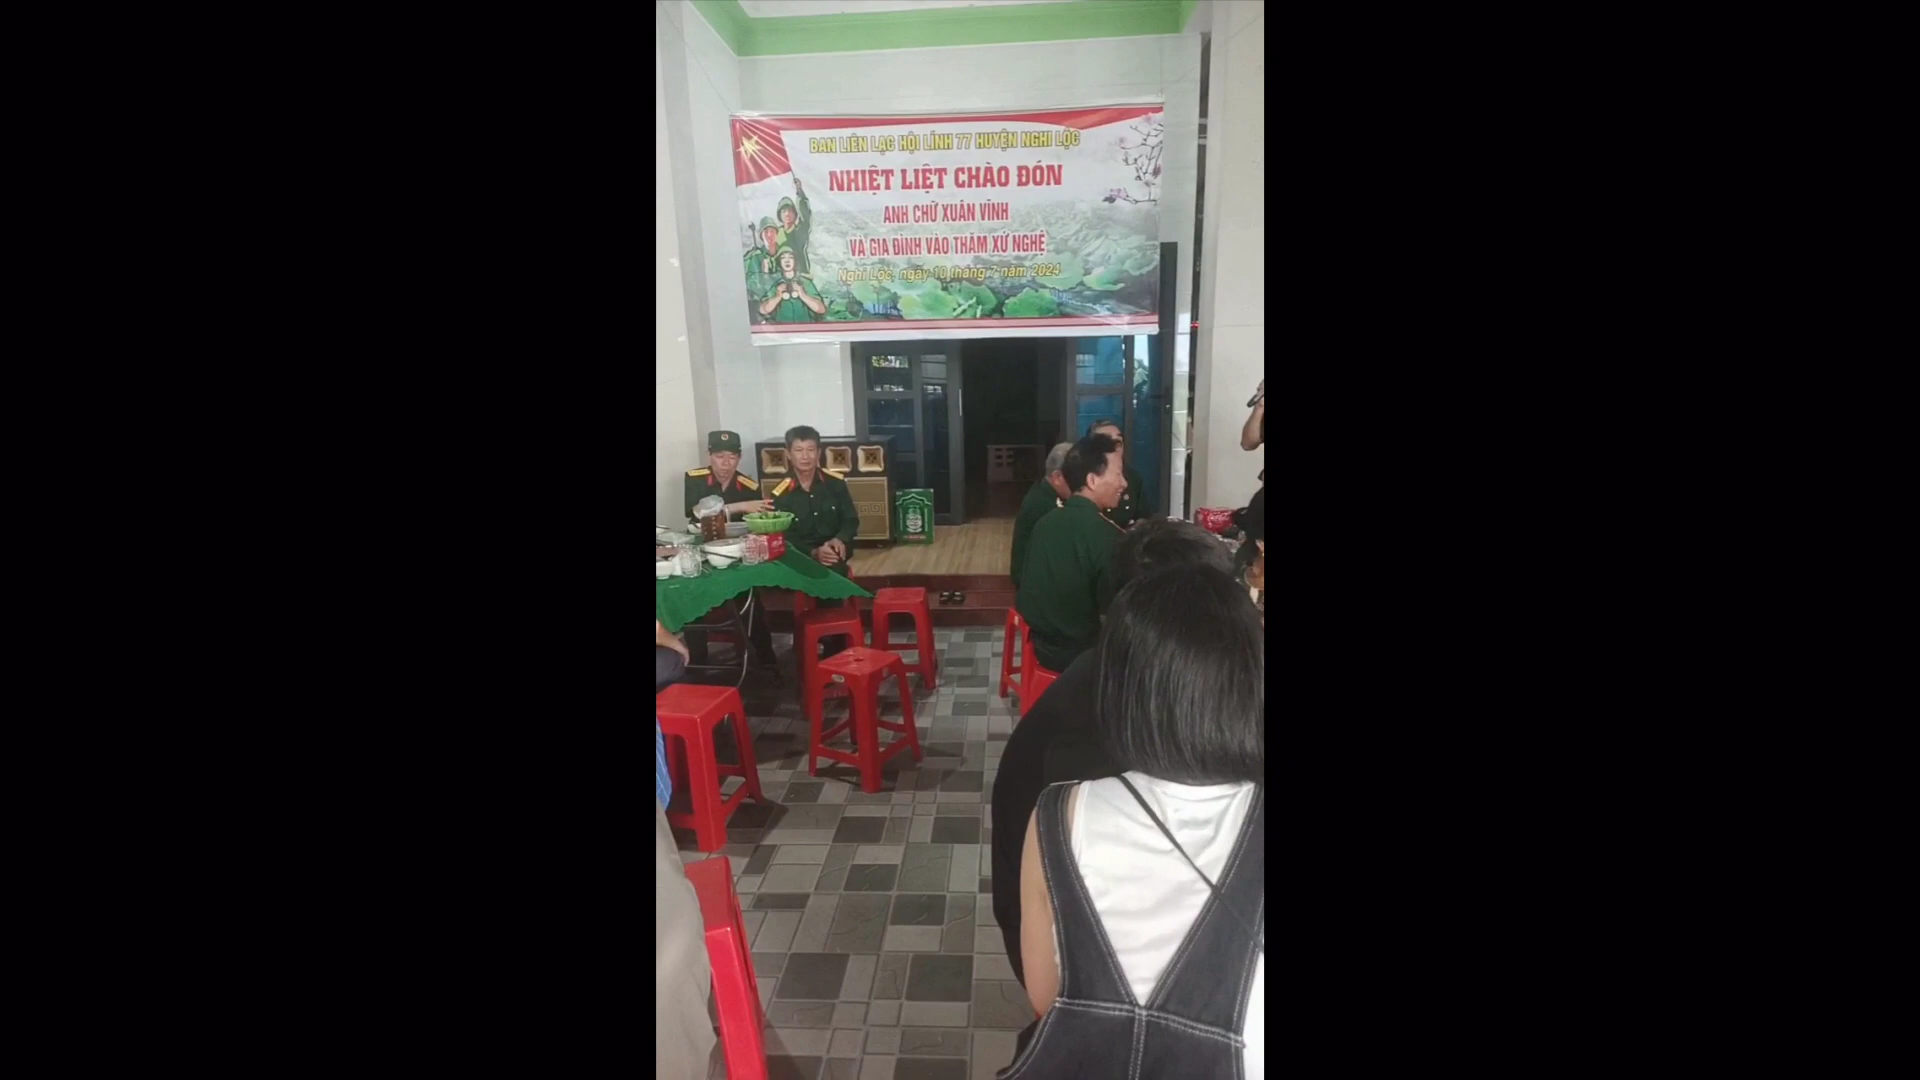 BAN LIÊN LẠC HỘI LÍNH 77 HUYỆN NGHI LỘC
NHIỆT LIỆT CHÀO ĐÓN
ANH CHỮ XUÂN VĨNH
VÀ GIA ĐÌNH VÀO THĂM XỨ NGHỆ
Nghi Lộc, ngày 10 tháng 7 năm 2024